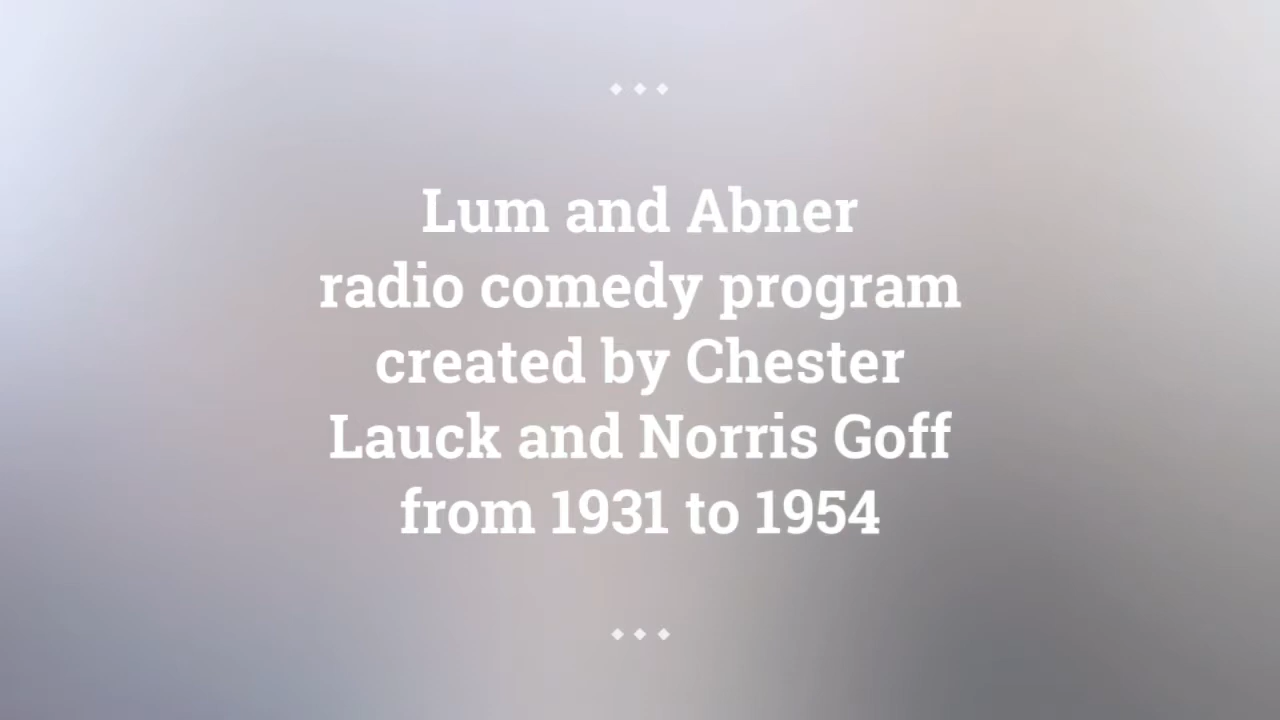 Lum and Abner
radio comedy program
created by Chester
Lauck and Norris Goff
from 1931 to 1954